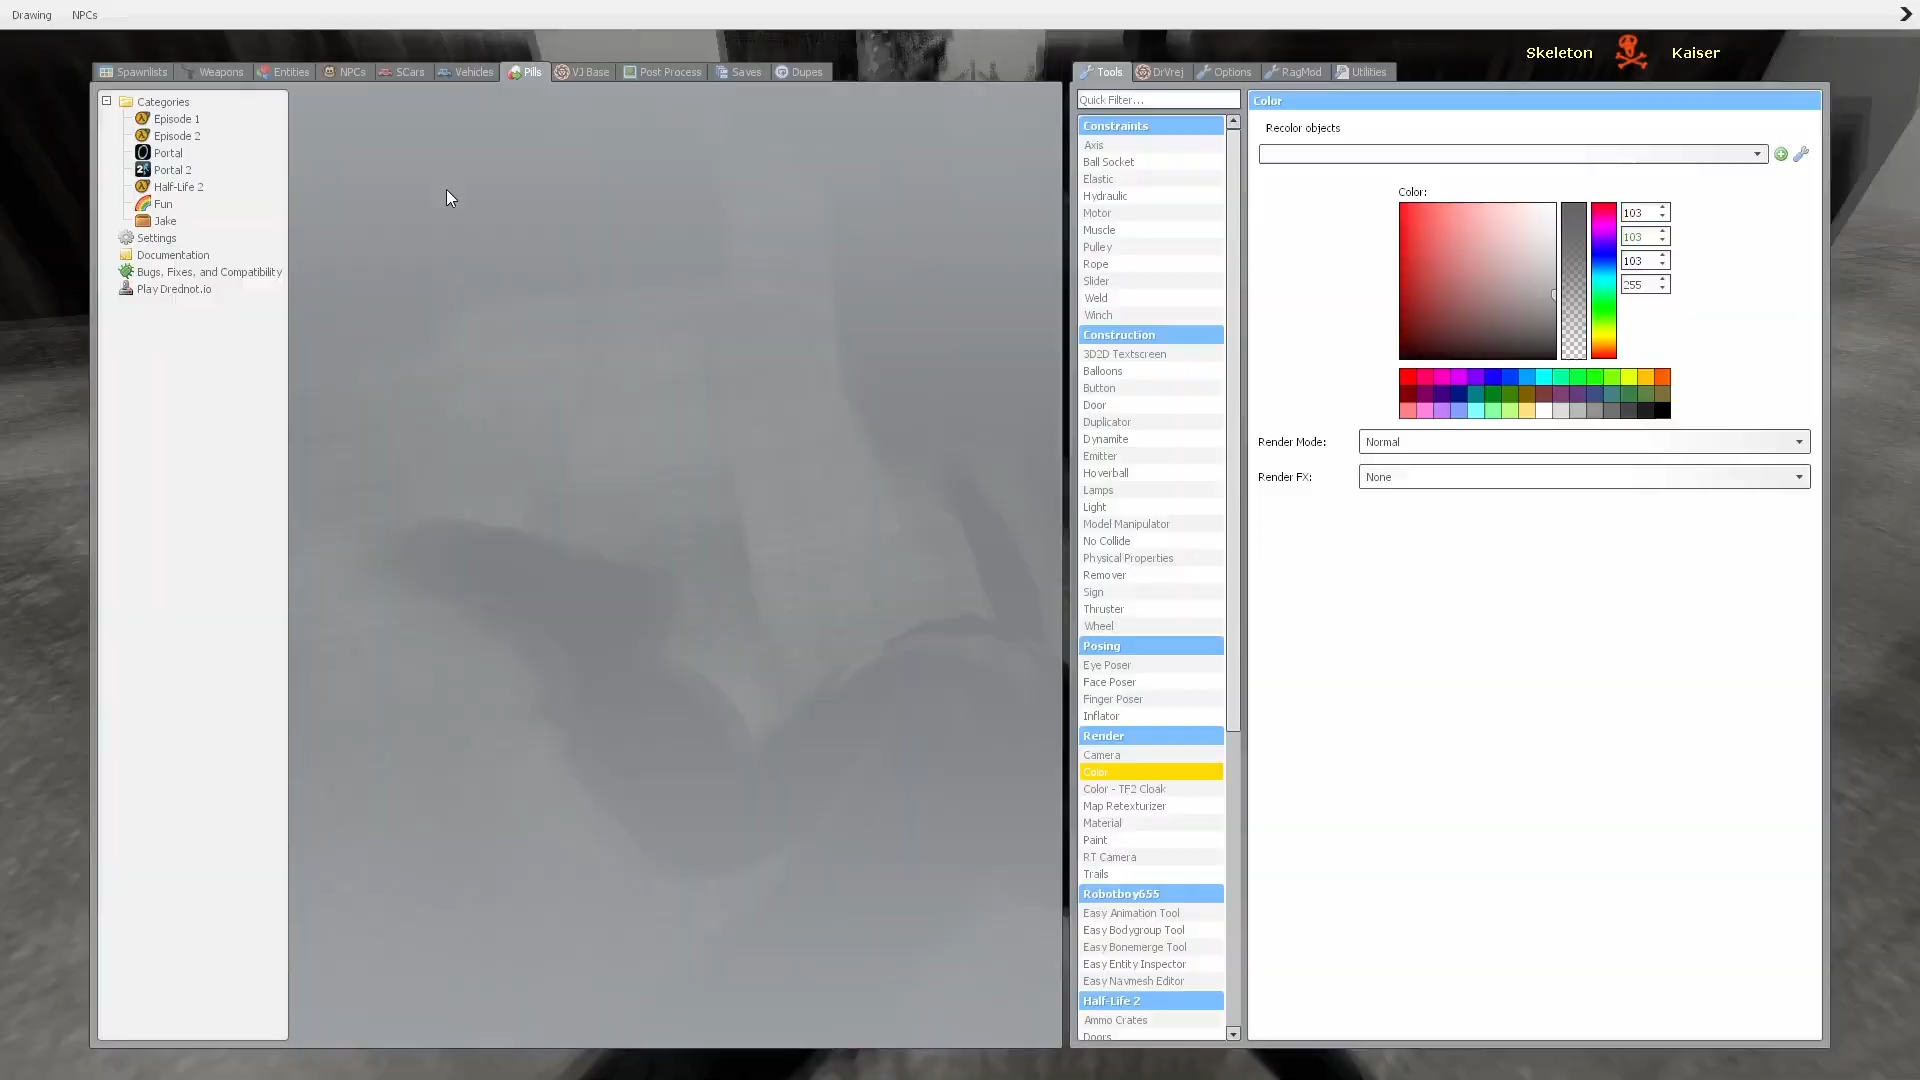 Drawing NPCs
Skeleton Kaiser
Spawnlists Weapons Entities NPCs SCars Vehicles Pills VJ Base Post Process Saves Dupes
Tools DrVrej Options RagMod Utilities
Categories
Episode 1
Episode 2
Portal
Portal 2
Half-Life 2
Fun
Jake
Settings
Documentation
Bugs, Fixes, and Compatibility
Play Drednot.io
Quick Filter...
Constraints
Axis
Ball Socket
Elastic
Hydraulic
Motor
Muscle
Pulley
Rope
Slider
Weld
Winch
Construction
3D2D Textscreen
Balloons
Button
Door
Duplicator
Dynamite
Emitter
Hoverball
Lamps
Light
Model Manipulator
No Collide
Physical Properties
Remover
Sign
Thruster
Wheel
Posing
Eye Poser
Face Poser
Finger Poser
Inflator
Render
Camera
Color
Color - TF2 Cloak
Map Retexturizer
Material
Paint
RT Camera
Trails
Robotboy655
Easy Animation Tool
Easy Bodygroup Tool
Easy Bonemerge Tool
Easy Entity Inspector
Easy Navmesh Editor
Half-Life 2
Ammo Crates
Doors
Color
Recolor objects
Color:
103
103
103
255
Render Mode: Normal
Render FX: None